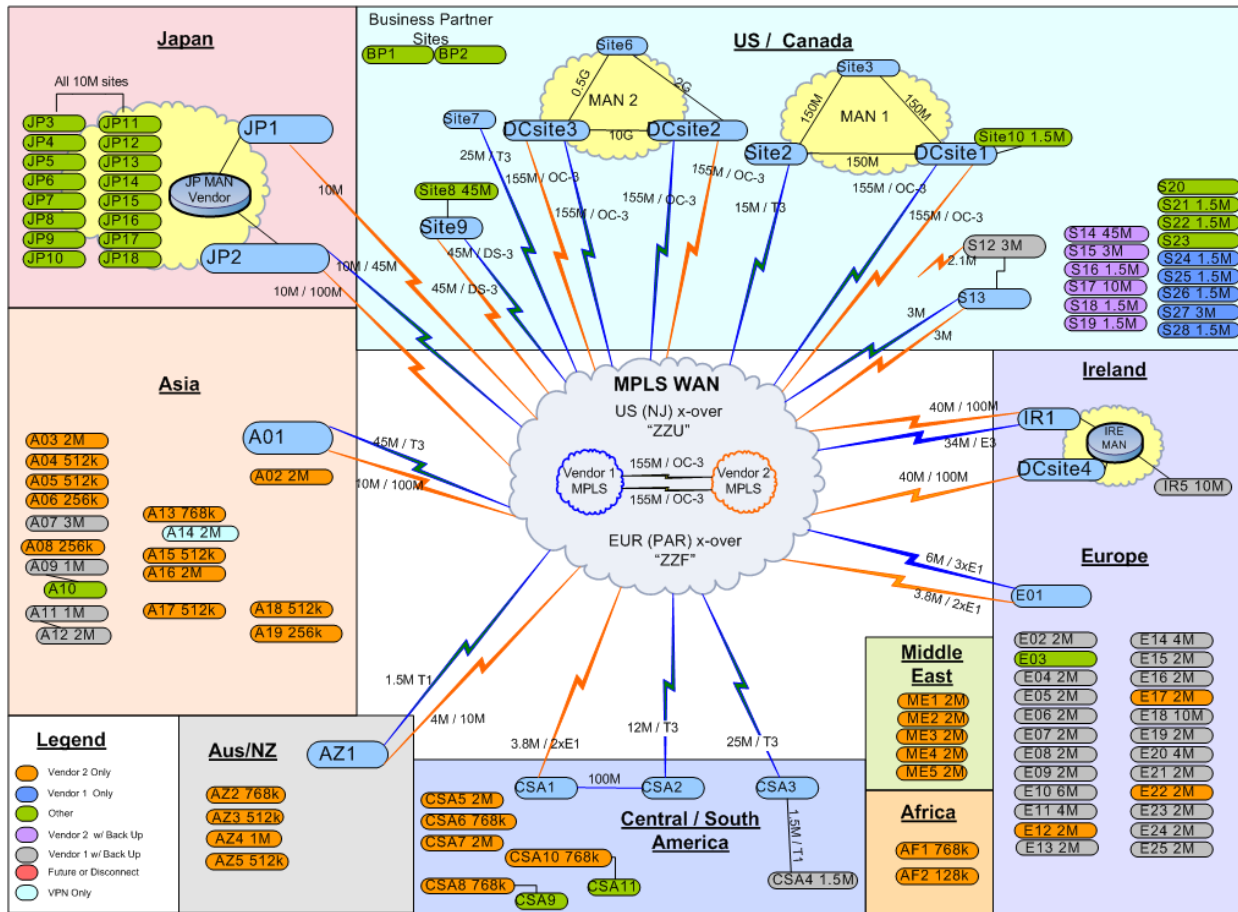 Japan
All 10M sites
JP3
JP4
JP5
JP6
JP7
JP8
JP9
JP10
JP11
JP12
JP13
JP14
JP15
JP16
JP17
JP18
JP1
JP MAN
Vendor
JP2
10M
10M / 45M
10M / 100M
Business Partner
Sites
BP1
BP2
US / Canada
Site6
0.5G
2G
MAN 2
DCsite3
10G
DCsite2
Site7
25M / T3
Site8 45M
Site9
45M / DS-3
45M / DS-3
155M / OC-3
155M / OC-3
155M / OC-3
155M / OC-3
Site3
150M
150M
MAN 1
Site2
150M
DCsite1
Site10 1.5M
15M / T3
155M / OC-3
155M / OC-3
S12 3M
2.1M
S13
3M
3M
S14 45M
S15 3M
S16 1.5M
S17 10M
S18 1.5M
S19 1.5M
S20
S21 1.5M
S22 1.5M
S23
S24 1.5M
S25 1.5M
S26 1.5M
S27 3M
S28 1.5M
MPLS WAN
US (NJ) x-over
“ZZU”
Vendor 1
MPLS
155M / OC-3
155M / OC-3
Vendor 2
MPLS
EUR (PAR) x-over
“ZZF”
Asia
A01
45M / T3
10M / 100M
A02 2M
A03 2M
A04 512k
A05 512k
A06 256k
A07 3M
A08 256k
A09 1M
A10
A11 1M
A12 2M
A13 768k
A14 2M
A15 512k
A16 2M
A17 512k
A18 512k
A19 256k
Ireland
40M / 100M
34M / E3
40M / 100M
IR1
IRE
MAN
DCsite4
IR5 10M
Europe
6M / 3xE1
3.8M / 2xE1
E01
E02 2M
E03
E04 2M
E05 2M
E06 2M
E07 2M
E08 2M
E09 2M
E10 6M
E11 4M
E12 2M
E13 2M
E14 4M
E15 2M
E16 2M
E17 2M
E18 10M
E19 2M
E20 4M
E21 2M
E22 2M
E23 2M
E24 2M
E25 2M
Middle
East
ME1 2M
ME2 2M
ME3 2M
ME4 2M
ME5 2M
Africa
AF1 768k
AF2 128k
Legend
Vendor 2 Only
Vendor 1 Only
Other
Vendor 2 w/ Back Up
Vendor 1 w/ Back Up
Future or Disconnect
VPN Only
Aus/NZ
AZ1
1.5M T1
4M / 10M
AZ2 768k
AZ3 512k
AZ4 1M
AZ5 512k
3.8M / 2xE1
12M / T3
25M / T3
CSA1
100M
CSA2
CSA3
1.5M / T1
CSA4 1.5M
Central / South
America
CSA5 2M
CSA6 768k
CSA7 2M
CSA10 768k
CSA11
CSA8 768k
CSA9